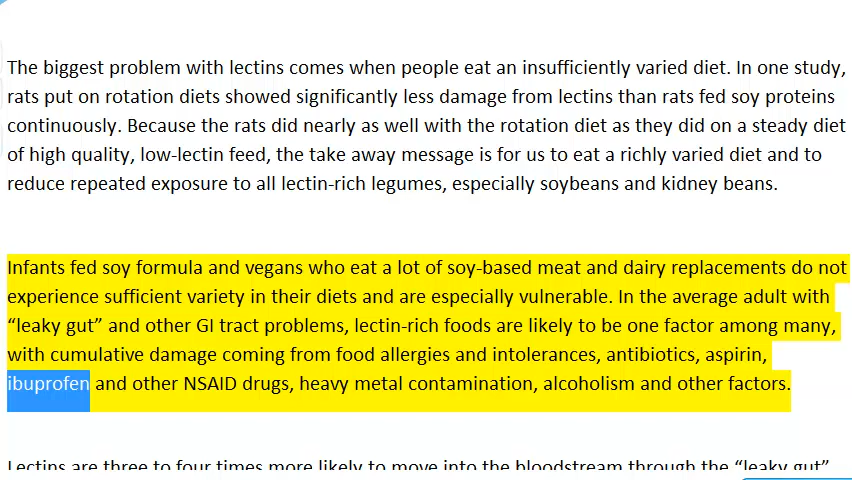 The biggest problem with lectins comes when people eat an insufficiently varied diet. In one study,
rats put on rotation diets showed significantly less damage from lectins than rats fed soy proteins
continuously. Because the rats did nearly as well with the rotation diet as they did on a steady diet
of high quality, low-lectin feed, the take away message is for us to eat a richly varied diet and to
reduce repeated exposure to all lectin-rich legumes, especially soybeans and kidney beans.
Infants fed soy formula and vegans who eat a lot of soy-based meat and dairy replacements do not
experience sufficient variety in their diets and are especially vulnerable. In the average adult with
“leaky gut” and other GI tract problems, lectin-rich foods are likely to be one factor among many,
with cumulative damage coming from food allergies and intolerances, antibiotics, aspirin,
ibuprofen and other NSAID drugs, heavy metal contamination, alcoholism and other factors.
Lectins are three to four times more likely to move into the bloodstream through the “leaky gut”